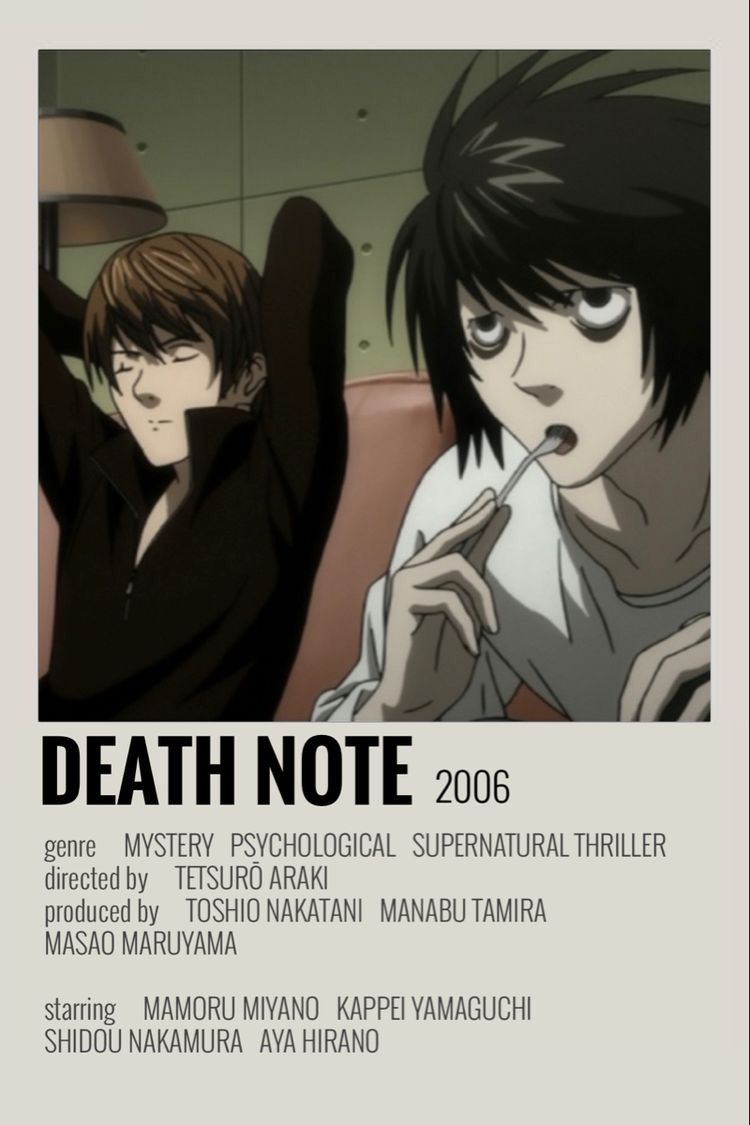 DEATH NOTE 2006
genre MYSTERY PSYCHOLOGICAL SUPERNATURAL THRILLER
directed by TETSURŌ ARAKI
produced by TOSHIO NAKATANI MANABU TAMIRA
MASAO MARUYAMA
starring MAMORU MIYANO KAPPEI YAMAGUCHI
SHIDOU NAKAMURA AYA HIRANO